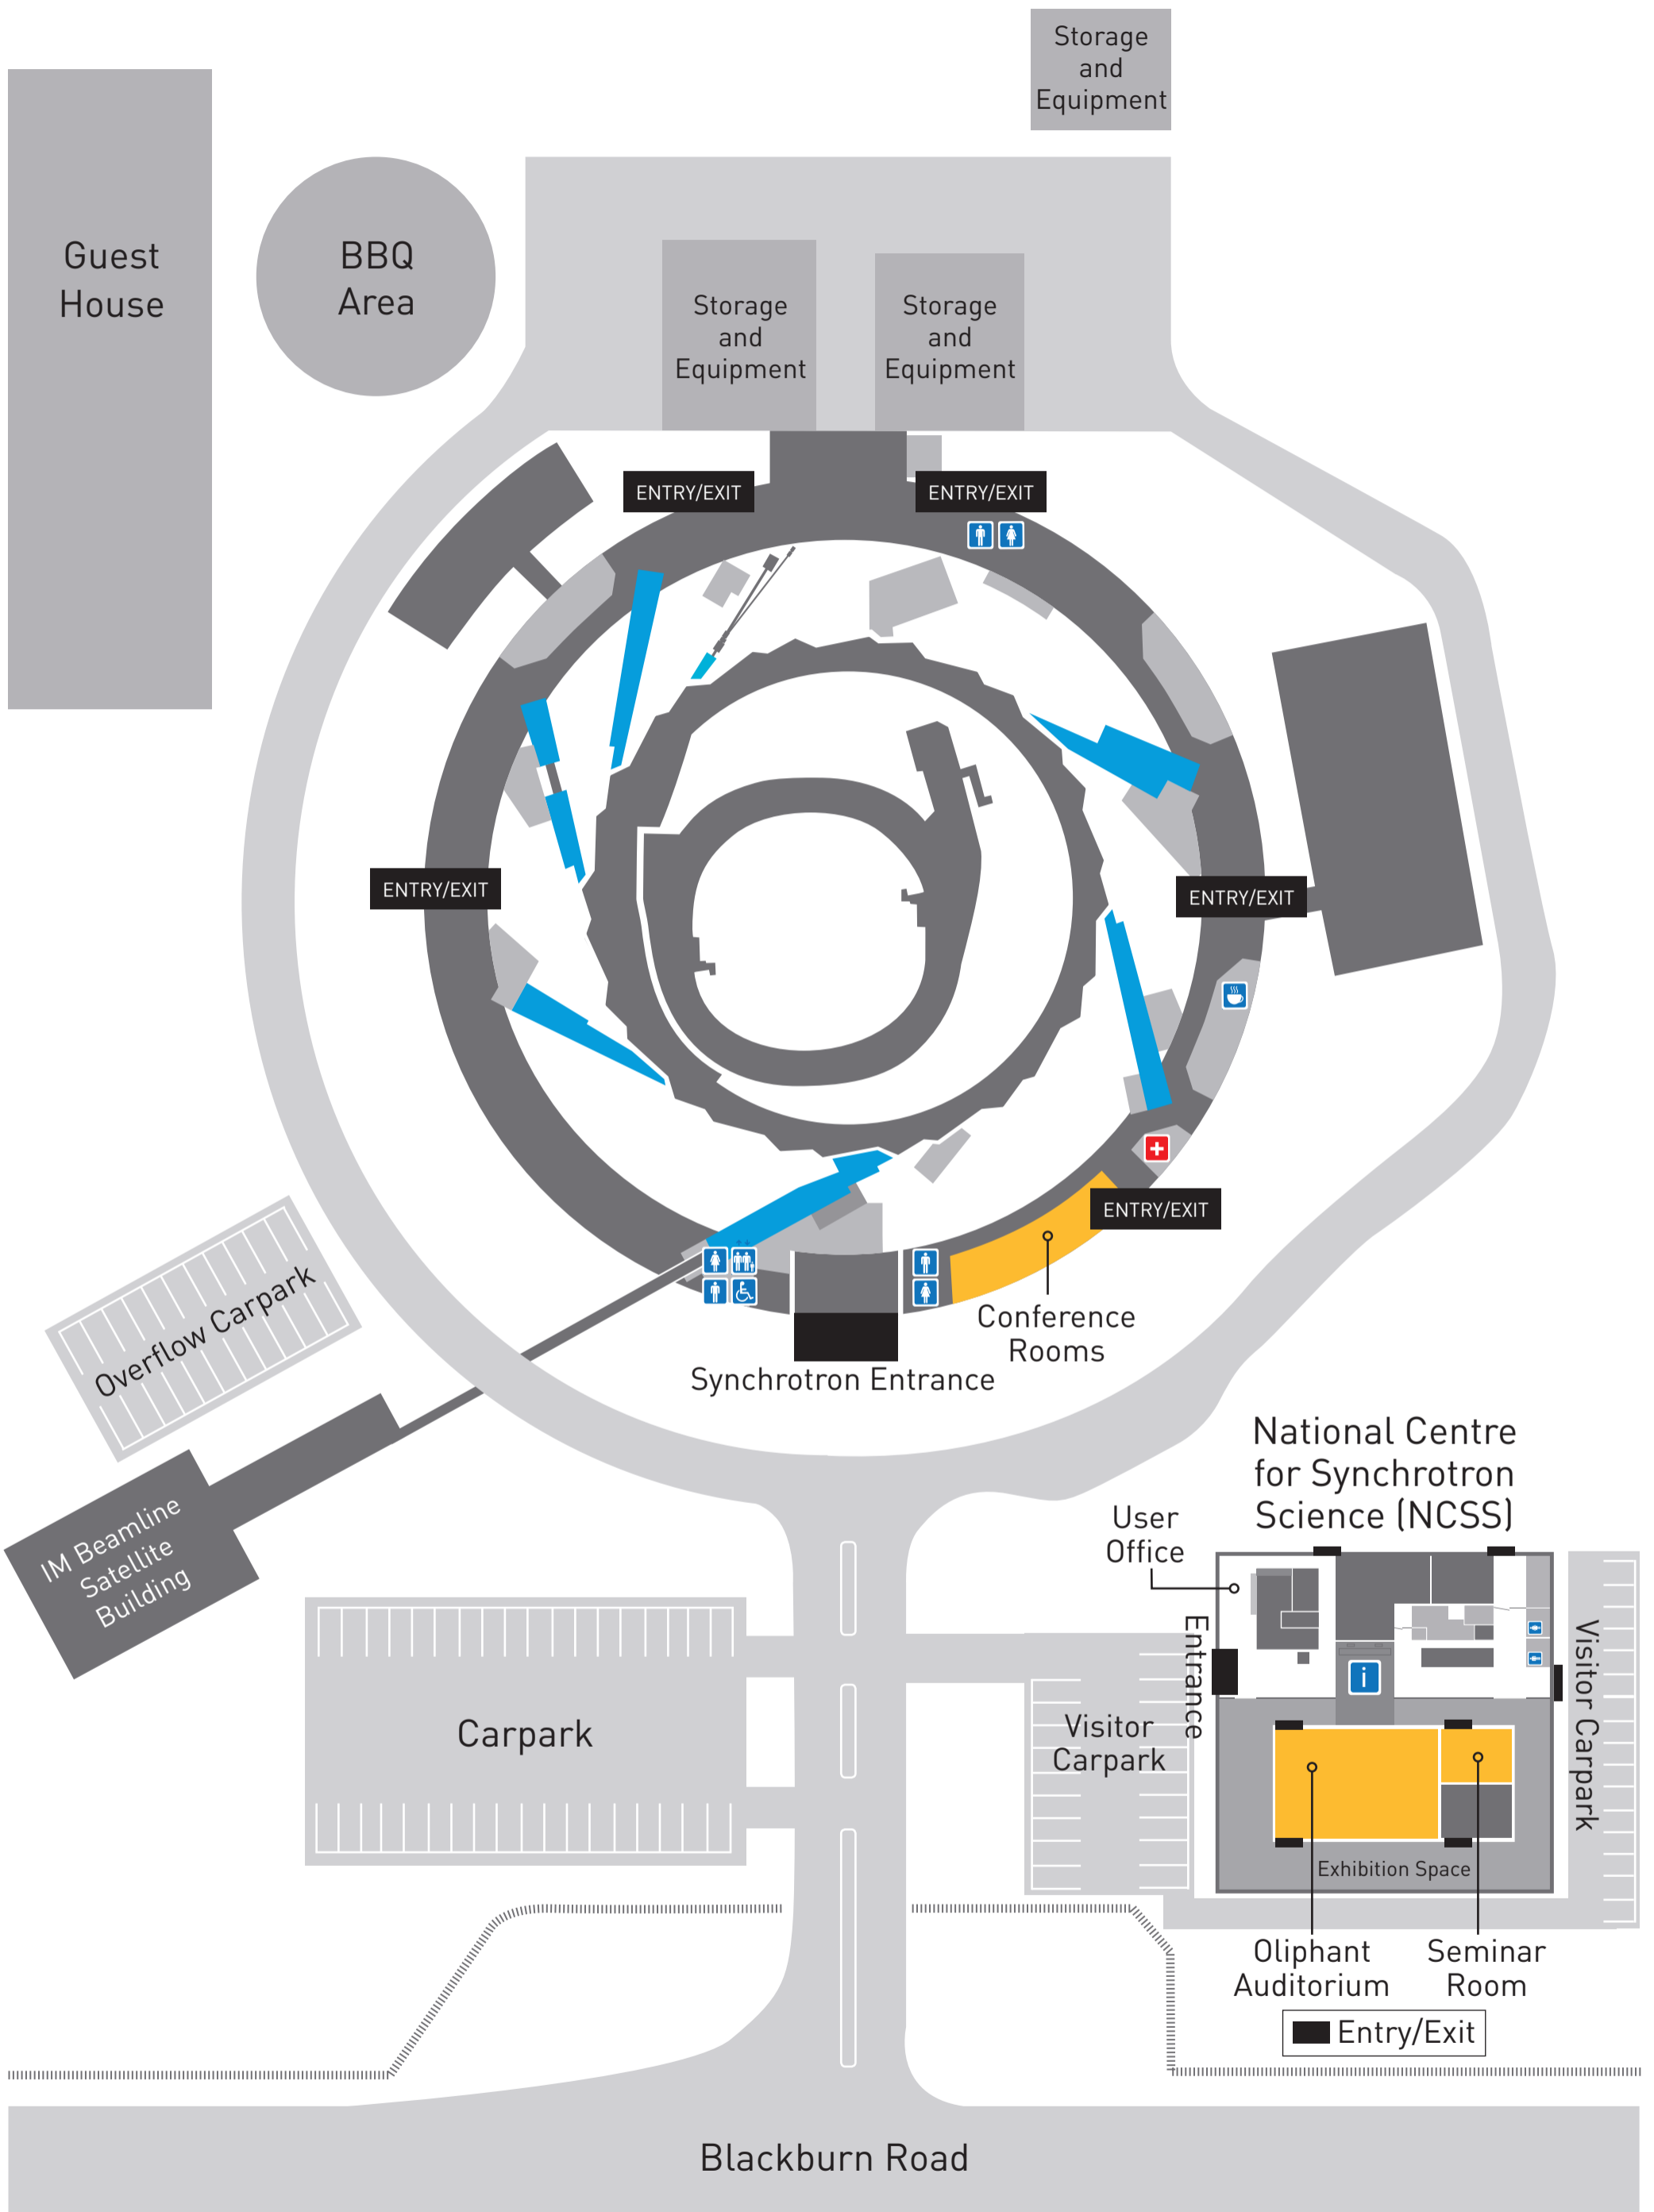 Storage
and
Equipment
Guest
House
BBQ
Area
Storage
and
Equipment
Storage
and
Equipment
ENTRY/EXIT
ENTRY/EXIT
ENTRY/EXIT
ENTRY/EXIT
ENTRY/EXIT
Conference
Rooms
Synchrotron Entrance
Overflow Carpark
IM Beamline
Satellite
Building
National Centre
for Synchrotron
Science (NCSS)
User
Office
Entrance
i
Visitor Carpark
Carpark
Visitor
Carpark
Exhibition Space
Oliphant
Auditorium
Seminar
Room
Entry/Exit
Blackburn Road